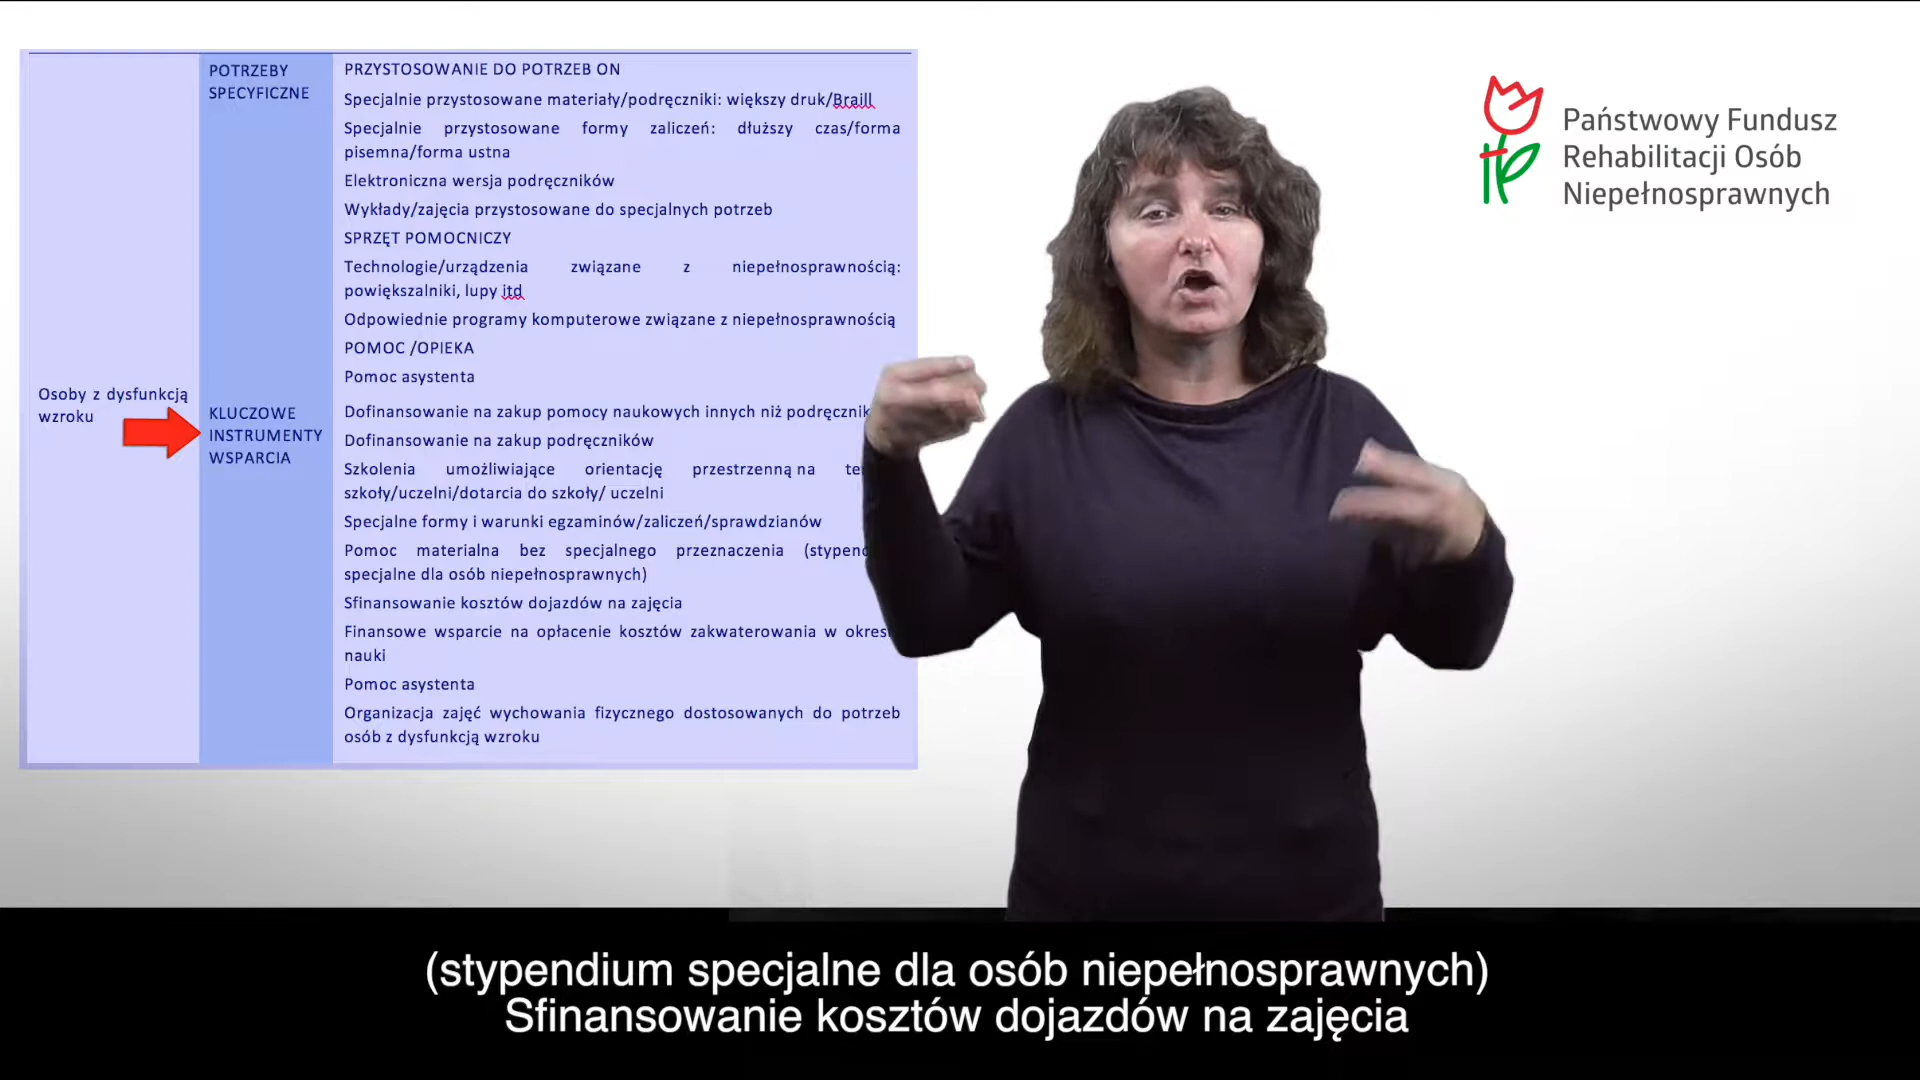 Osoby z dysfunkcją
wzroku
POTRZEBY
SPECYFICZNE
PRZYSTOSOWANIE DO POTRZEB ON
Specjalnie przystosowane materiały/podręczniki: większy druk/Braill
Specjalnie przystosowane formy zaliczeń: dłuższy czas/forma
pisemna/forma ustna
Elektroniczna wersja podręczników
Wykłady/zajęcia przystosowane do specjalnych potrzeb
SPRZĘT POMOCNICZY
Technologie/urządzenia związane z niepełnosprawnością:
powiększalniki, lupy itd
Odpowiednie programy komputerowe związane z niepełnosprawnością
POMOC /OPIEKA
Pomoc asystenta
KLUCZOWE
INSTRUMENTY
WSPARCIA
Dofinansowanie na zakup pomocy naukowych innych niż
Dofinansowanie na zakup podręczników
Szkolenia umożliwiające orientację przestrzenną na
szkoły/uczelni/dotarcia do szkoły/ uczelni
Specjalne formy i warunki egzaminów/zaliczeń/sprawdzianów
Pomoc materialna bez specjalnego przeznaczenia
specjalne dla osób niepełnosprawnych)
Sfinansowanie kosztów dojazdów na zajęcia
Finansowe wsparcie na opłacenie kosztów zakwaterowania w
nauki
Pomoc asystenta
Organizacja zajęć wychowania fizycznego dostosowanych do potrzeb
osób z dysfunkcją wzroku
Państwowy Fundusz
Rehabilitacji Osób
Niepełnosprawnych
(stypendium specjalne dla osób niepełnosprawnych)
Sfinansowanie kosztów dojazdów na zajęcia